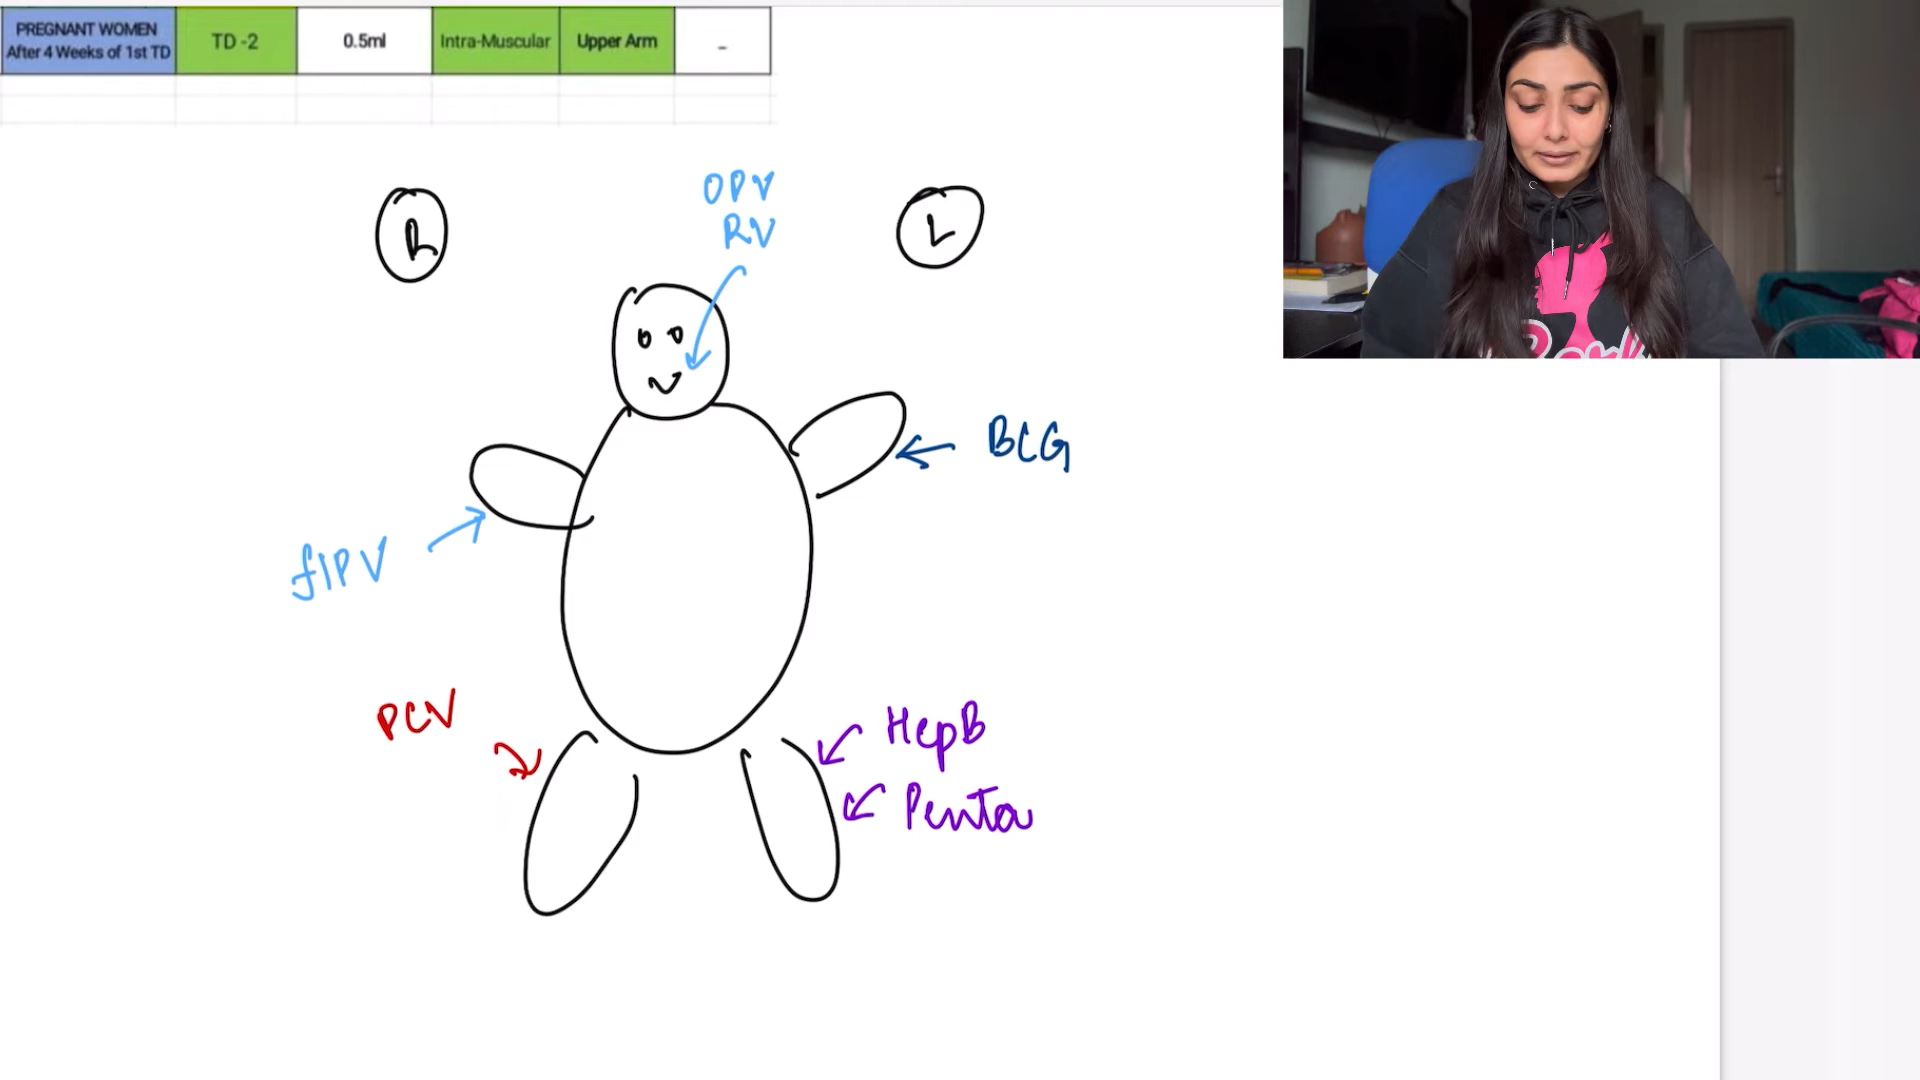 PREGNANT WOMEN
After 4 Weeks of 1st TD
TD -2
0.5ml
Intra-Muscular
Upper Arm
-
OPV
RV
R
L
BCG
fIPV
PCV
HepB
Penta